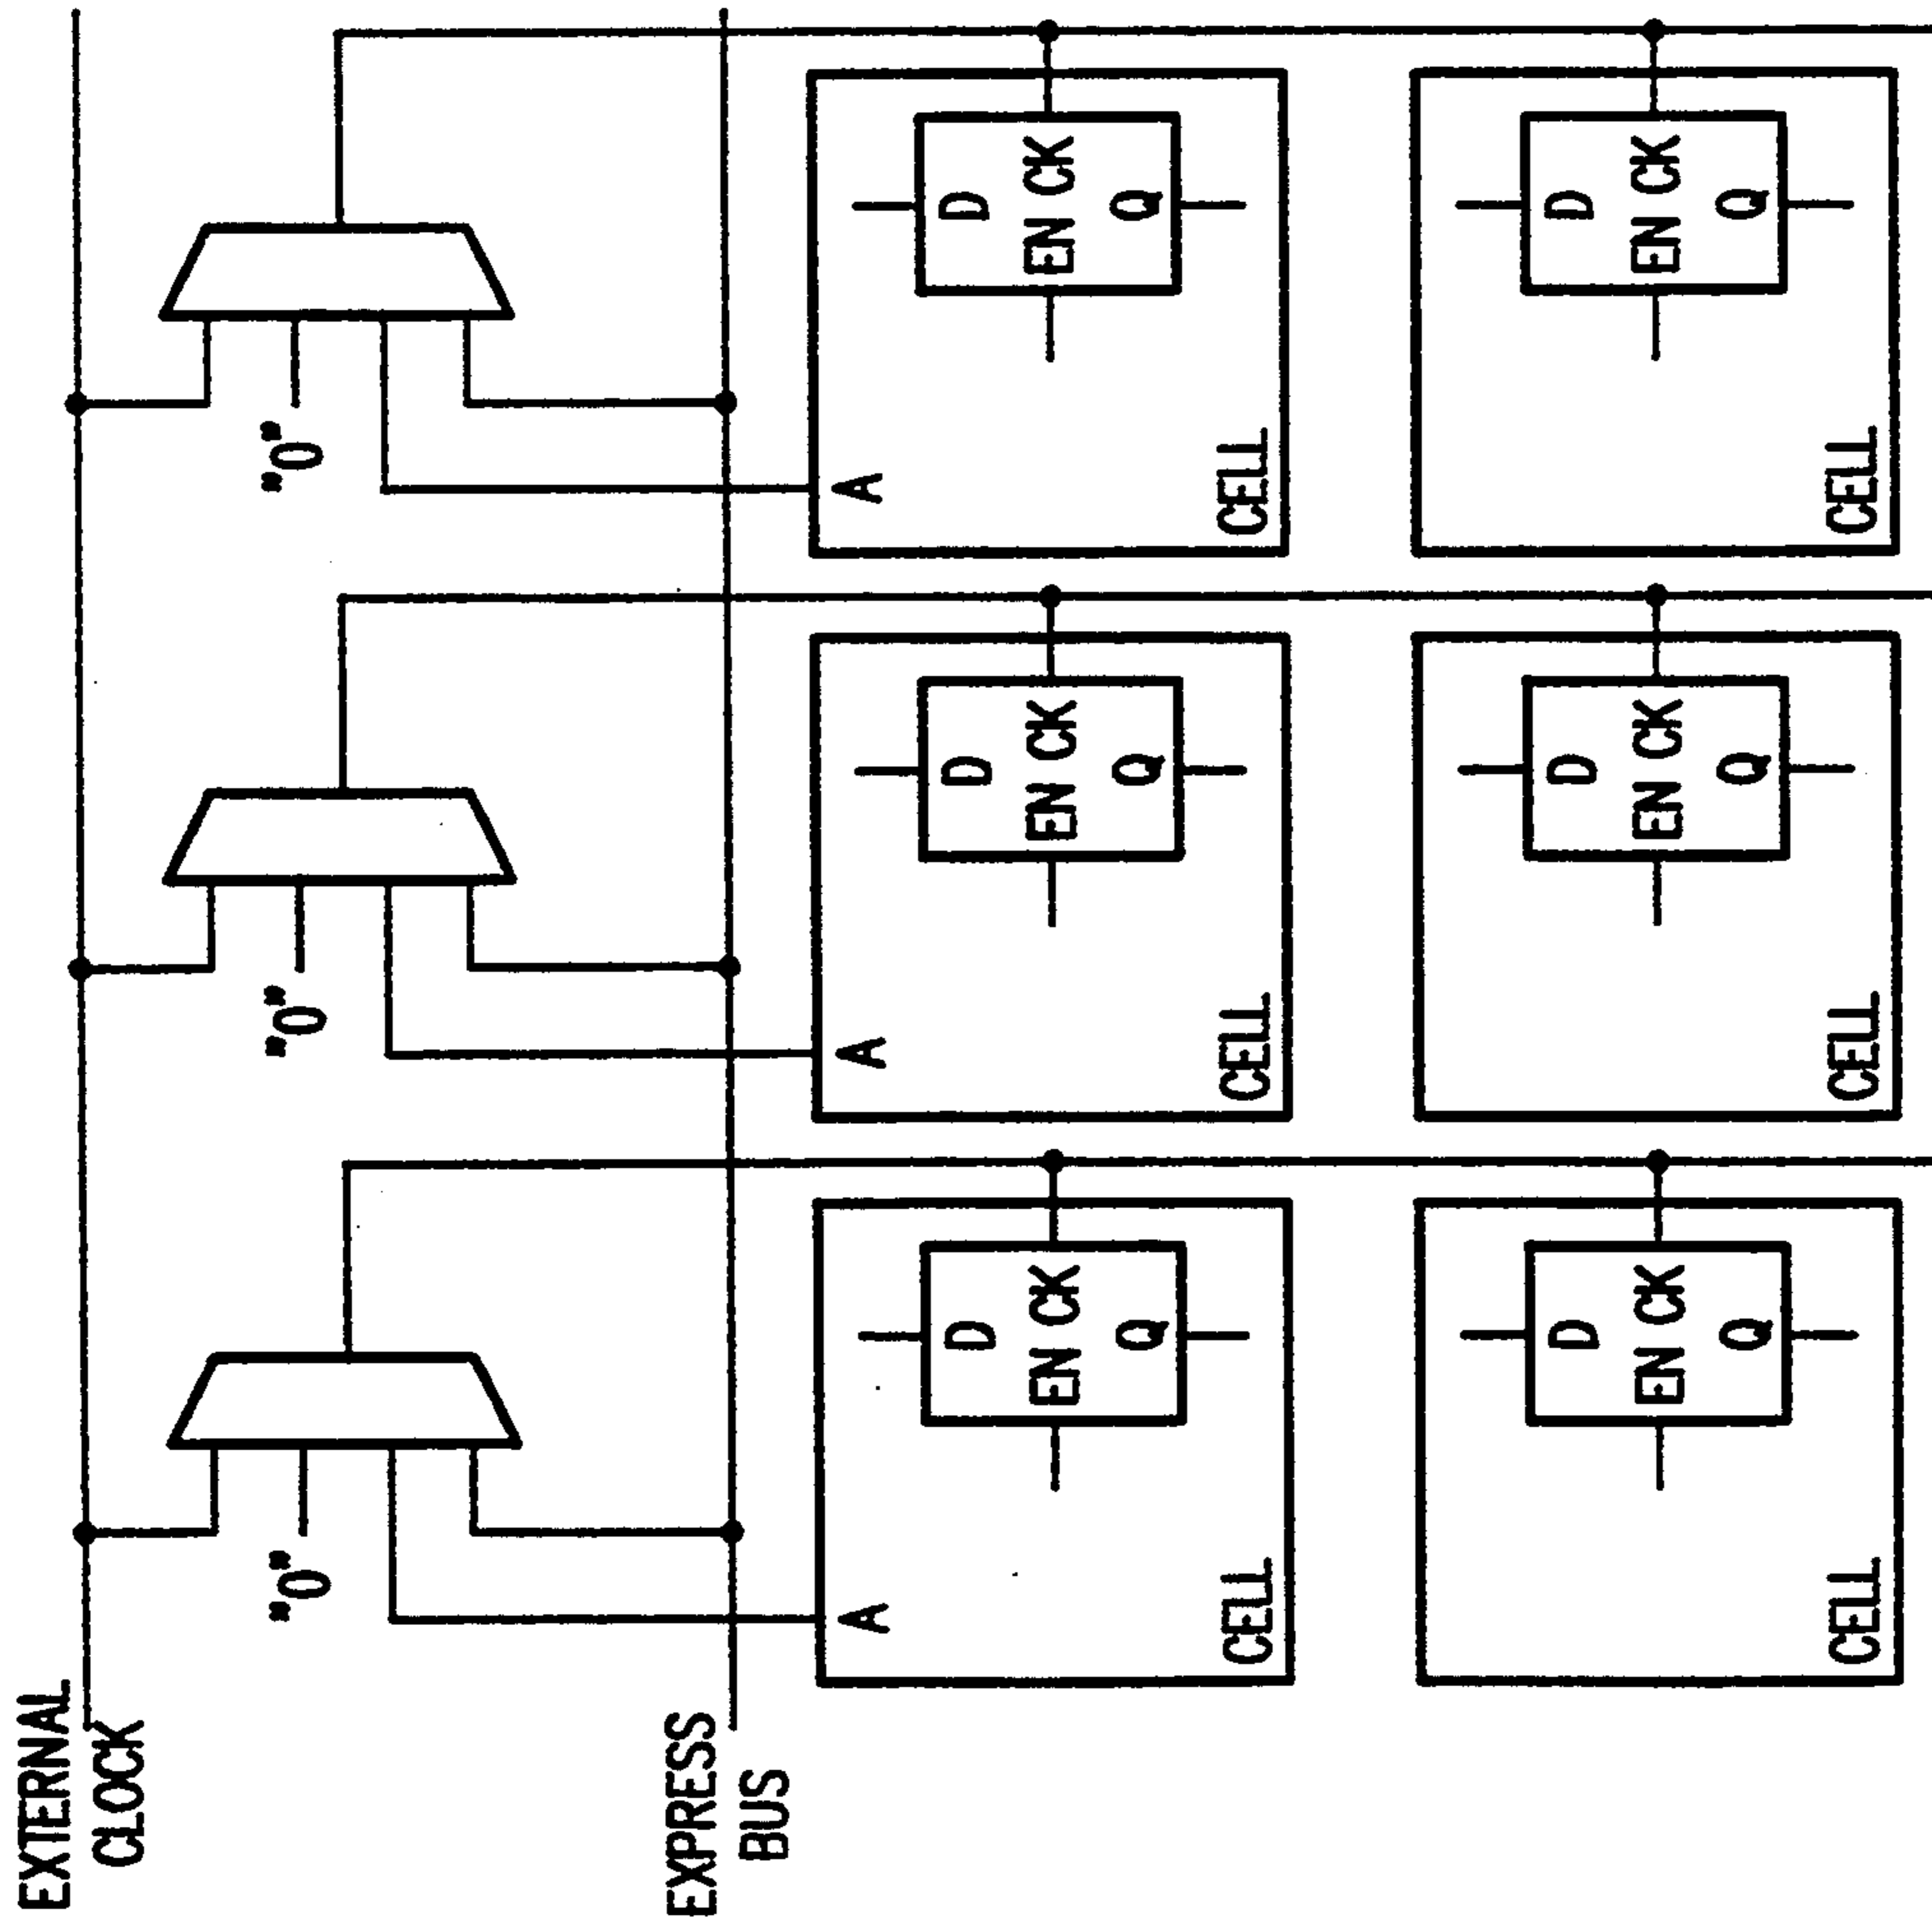 EXTERNAL
CLOCK
"0"
"0"
"0"
EXPRESS
BUS
A
D
EN CK
Q
CELL
A
D
EN CK
Q
CELL
A
D
EN CK
Q
CELL
D
EN CK
Q
CELL
D
EN CK
Q
CELL
D
EN CK
Q
CELL